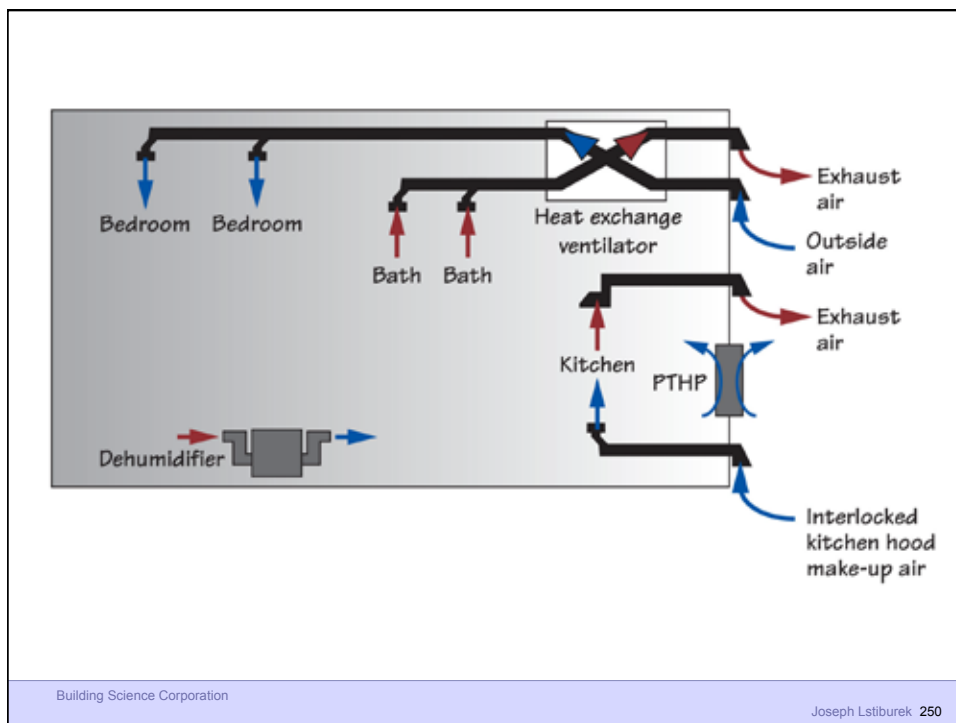 Bedroom
Bedroom
Bath
Bath
Heat exchange
ventilator
Exhaust
air
Outside
air
Exhaust
air
Kitchen
PTHP
Dehumidifier
Interlocked
kitchen hood
make-up air
Building Science Corporation
Joseph Lstiburek 250